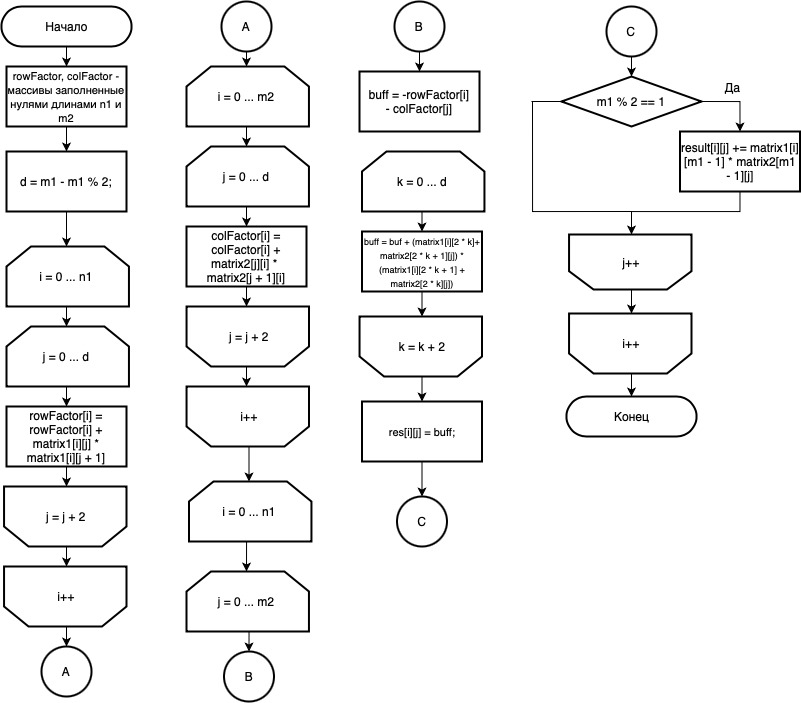 Начало
rowFactor, colFactor -
массивы заполненные
нулями длинами n1 и
m2
d = m1 - m1 % 2;
i = 0 ... n1
j = 0 ... d
rowFactor[i] =
rowFactor[i] +
matrix1[i][j] *
matrix1[i][j + 1]
j = j + 2
i++
A
A
i = 0 ... m2
j = 0 ... d
colFactor[i] =
colFactor[i] +
matrix2[j][i] *
matrix2[j + 1][i]
j = j + 2
i++
i = 0 ... n1
j = 0 ... m2
B
B
buff = -rowFactor[i]
- colFactor[j]
k = 0 ... d
buff = buf + (matrix1[i][2 * k]+
matrix2[2 * k + 1][j]) *
(matrix1[i][2 * k + 1] +
matrix2[2 * k][j])
k = k + 2
res[i][j] = buff;
C
C
m1 % 2 == 1
Да
result[i][j] += matrix1[i]
[m1 - 1] * matrix2[m1
- 1][j]
j++
i++
Конец